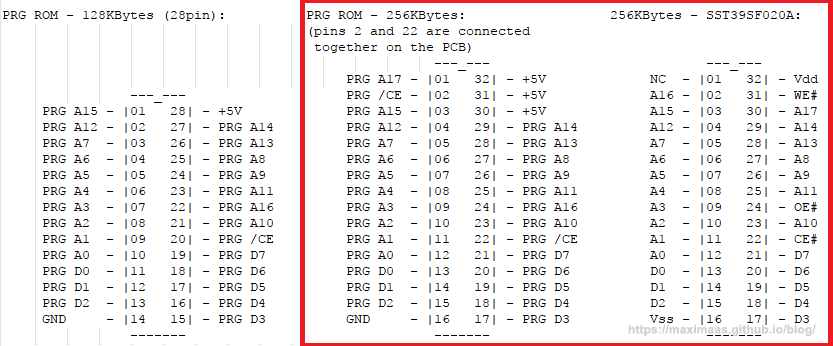 PRG ROM - 128KBytes (28pin): PRG ROM - 256KBytes: 256KBytes - SST39SF020A:
(pins 2 and 22 are connected
together on the PCB)
---_--- ---_---
PRG A17 - |01 32| - +5V NC - |01 32| - Vdd
---_--- PRG /CE - |02 31| - +5V A16 - |02 31| - WE#
PRG A15 - |01 28| - +5V PRG A15 - |03 30| - +5V A15 - |03 30| - A17
PRG A12 - |02 27| - PRG A14 PRG A12 - |04 29| - PRG A14 A12 - |04 29| - A14
PRG A7 - |03 26| - PRG A13 PRG A7 - |05 28| - PRG A13 A7 - |05 28| - A13
PRG A6 - |04 25| - PRG A8 PRG A6 - |06 27| - PRG A8 A6 - |06 27| - A8
PRG A5 - |05 24| - PRG A9 PRG A5 - |07 26| - PRG A9 A5 - |07 26| - A9
PRG A4 - |06 23| - PRG A11 PRG A4 - |08 25| - PRG A11 A4 - |08 25| - A11
PRG A3 - |07 22| - PRG A16 PRG A3 - |09 24| - PRG A16 A3 - |09 24| - OE#
PRG A2 - |08 21| - PRG A10 PRG A2 - |10 23| - PRG A10 A2 - |10 23| - A10
PRG A1 - |09 20| - PRG /CE PRG A1 - |11 22| - PRG /CE A1 - |11 22| - CE#
PRG A0 - |10 19| - PRG D7 PRG A0 - |12 21| - PRG D7 A0 - |12 21| - D7
PRG D0 - |11 18| - PRG D6 PRG D0 - |13 20| - PRG D6 D0 - |13 20| - D6
PRG D1 - |12 17| - PRG D5 PRG D1 - |14 19| - PRG D5 D1 - |14 19| - D5
PRG D2 - |13 16| - PRG D4 PRG D2 - |15 18| - PRG D4 D2 - |15 18| - D4
GND - |14 15| - PRG D3 GND - |16 17| - PRG D3 Vss - |16 17| - D3
------- ------- -------
https://maximaas.github.io/blog/